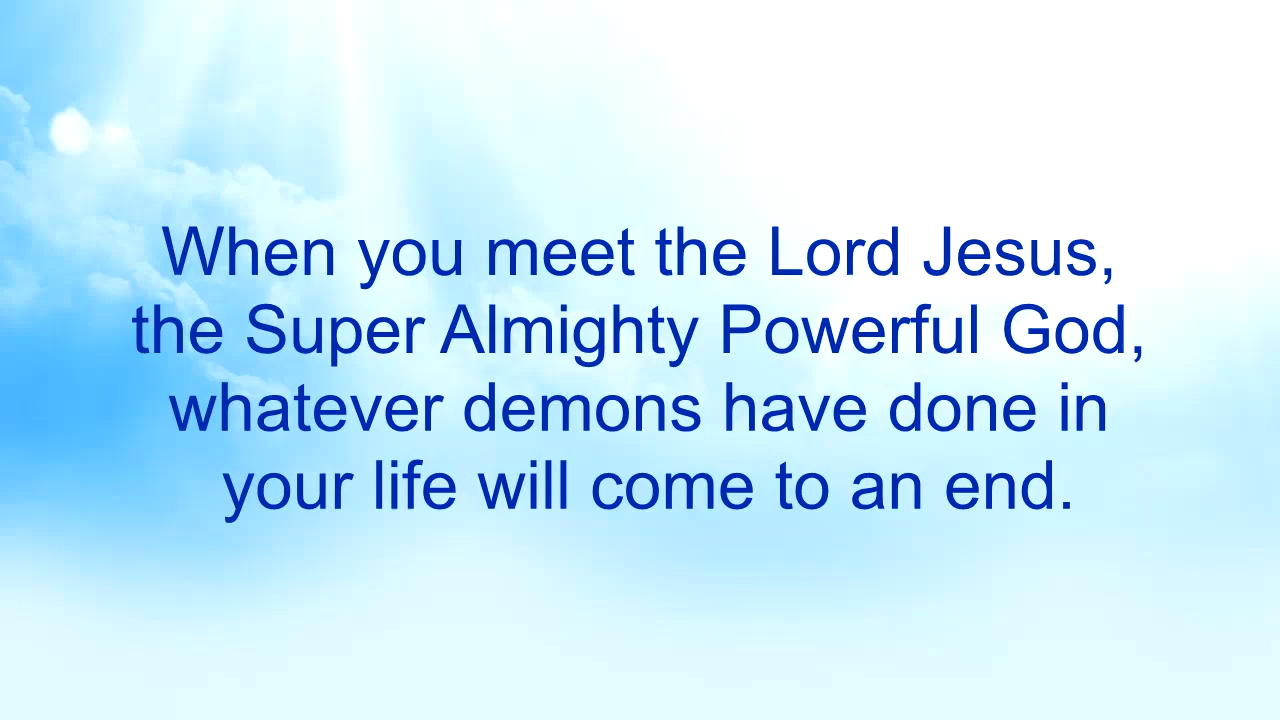 When you meet the Lord Jesus,
the Super Almighty Powerful God,
whatever demons have done in
your life will come to an end.